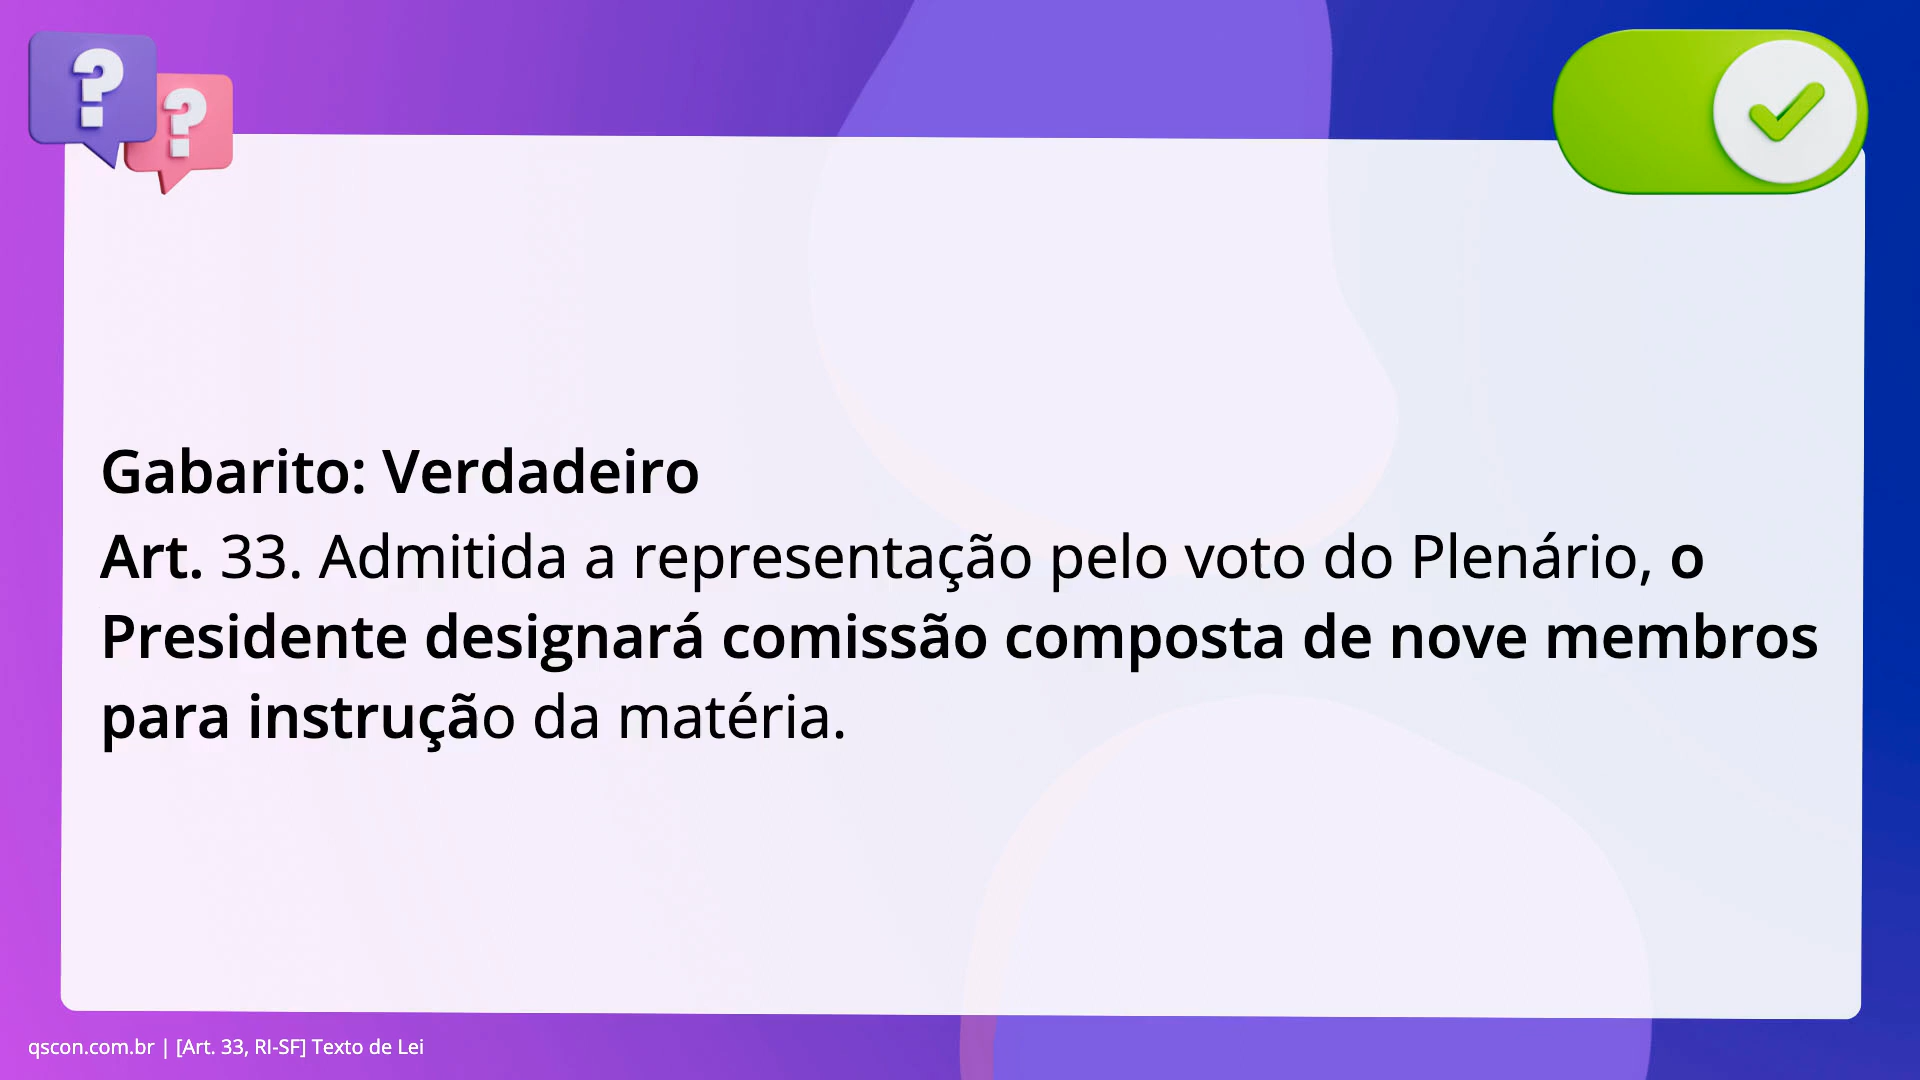 Gabarito: Verdadeiro
Art. 33. Admitida a representação pelo voto do Plenário, o
Presidente designará comissão composta de nove membros
para instrução da matéria.
qscon.com.br | [Art. 33, RI-SF] Texto de Lei